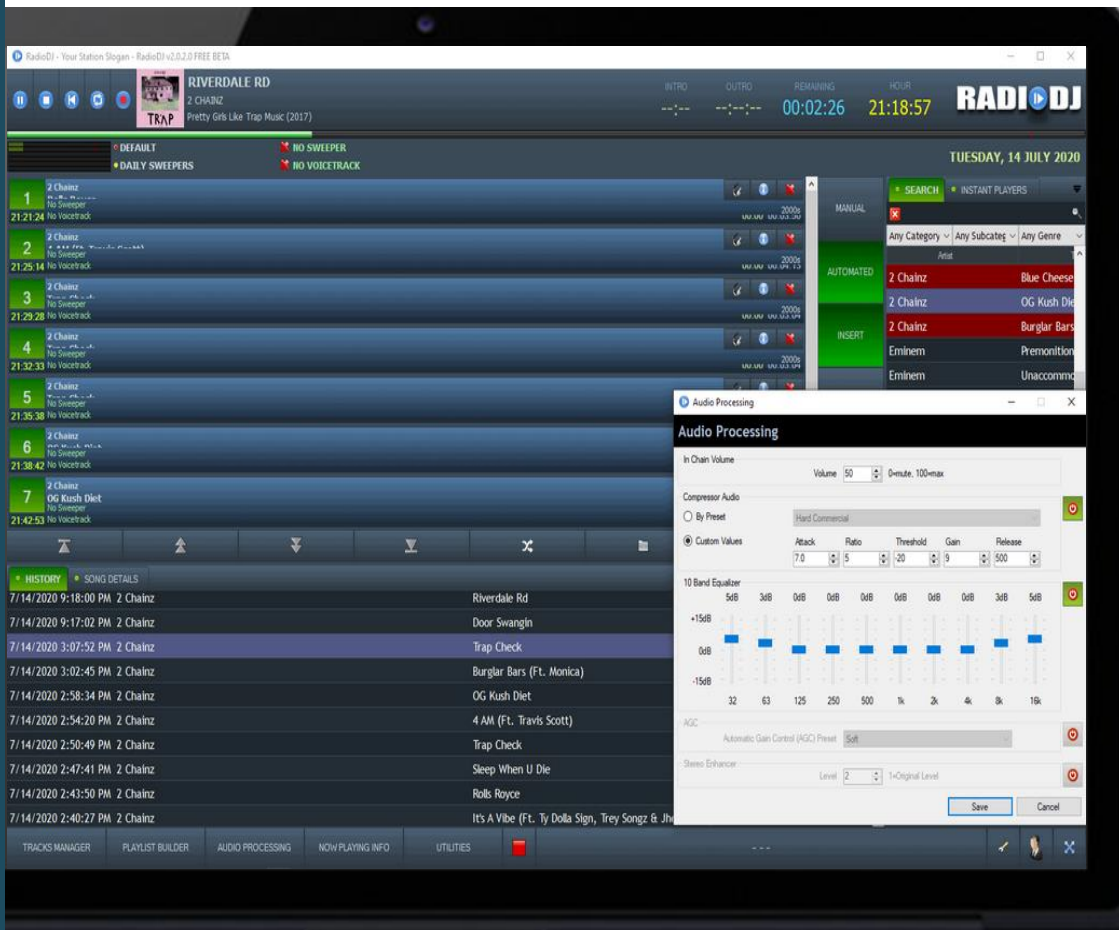 RadioDJ - Your Station Slogan - RadioDJ v2.0.2.0 FREE BETA
RIVERDALE RD
2 CHAINZ
Pretty Girls Like Trap Music (2017)
TRAP
INTRO OUTRO REMAINING HOUR
--:-- --:--:-- 00:02:26 21:18:57
RADIODJ
DEFAULT NO SWEEPER
DAILY SWEEPERS NO VOICETRACK
TUESDAY, 14 JULY 2020
1 2 Chainz
No Sweeper
21:21:24 No Voicetrack
2000s
2 2 Chainz
No Sweeper
21:25:14 No Voicetrack
2000s
3 2 Chainz
No Sweeper
21:29:28 No Voicetrack
2000s
4 2 Chainz
No Sweeper
21:32:33 No Voicetrack
2000s
5 2 Chainz
No Sweeper
21:35:38 No Voicetrack
6 2 Chainz
No Sweeper
21:38:42 No Voicetrack
7 2 Chainz
OG Kush Diet
No Sweeper
21:42:53 No Voicetrack
MANUAL
AUTOMATED
INSERT
SEARCH INSTANT PLAYERS
Any Category Any Subcateg Any Genre
Artist T
2 Chainz Blue Cheese
2 Chainz OG Kush Die
2 Chainz Burglar Bars
Eminem Premonition
Eminem Unaccommo
HISTORY SONG DETAILS
7/14/2020 9:18:00 PM 2 Chainz Riverdale Rd
7/14/2020 9:17:02 PM 2 Chainz Door Swangin
7/14/2020 3:07:52 PM 2 Chainz Trap Check
7/14/2020 3:02:45 PM 2 Chainz Burglar Bars (Ft. Monica)
7/14/2020 2:58:34 PM 2 Chainz OG Kush Diet
7/14/2020 2:54:20 PM 2 Chainz 4 AM (Ft. Travis Scott)
7/14/2020 2:50:49 PM 2 Chainz Trap Check
7/14/2020 2:47:41 PM 2 Chainz Sleep When U Die
7/14/2020 2:43:50 PM 2 Chainz Rolls Royce
7/14/2020 2:40:27 PM 2 Chainz It's A Vibe (Ft. Ty Dolla Sign, Trey Songz & Jhe
Audio Processing
Audio Processing
In Chain Volume
Volume 50 0=mute, 100=max
Compressor Audio
By Preset Hard Commercial
Custom Values Attack Ratio Threshold Gain Release
7.0 5 -20 9 500
10 Band Equalizer
5dB 3dB 0dB 0dB 0dB 0dB 0dB 0dB 3dB 5dB
+15dB
0dB
-15dB
32 63 125 250 500 1k 2k 4k 8k 16k
AGC
Automatic Gain Control (AGC) Preset Soft
Stereo Enhancer
Level 2 1=Original Level
Save Cancel
TRACKS MANAGER PLAYLIST BUILDER AUDIO PROCESSING NOW PLAYING INFO UTILITIES ---